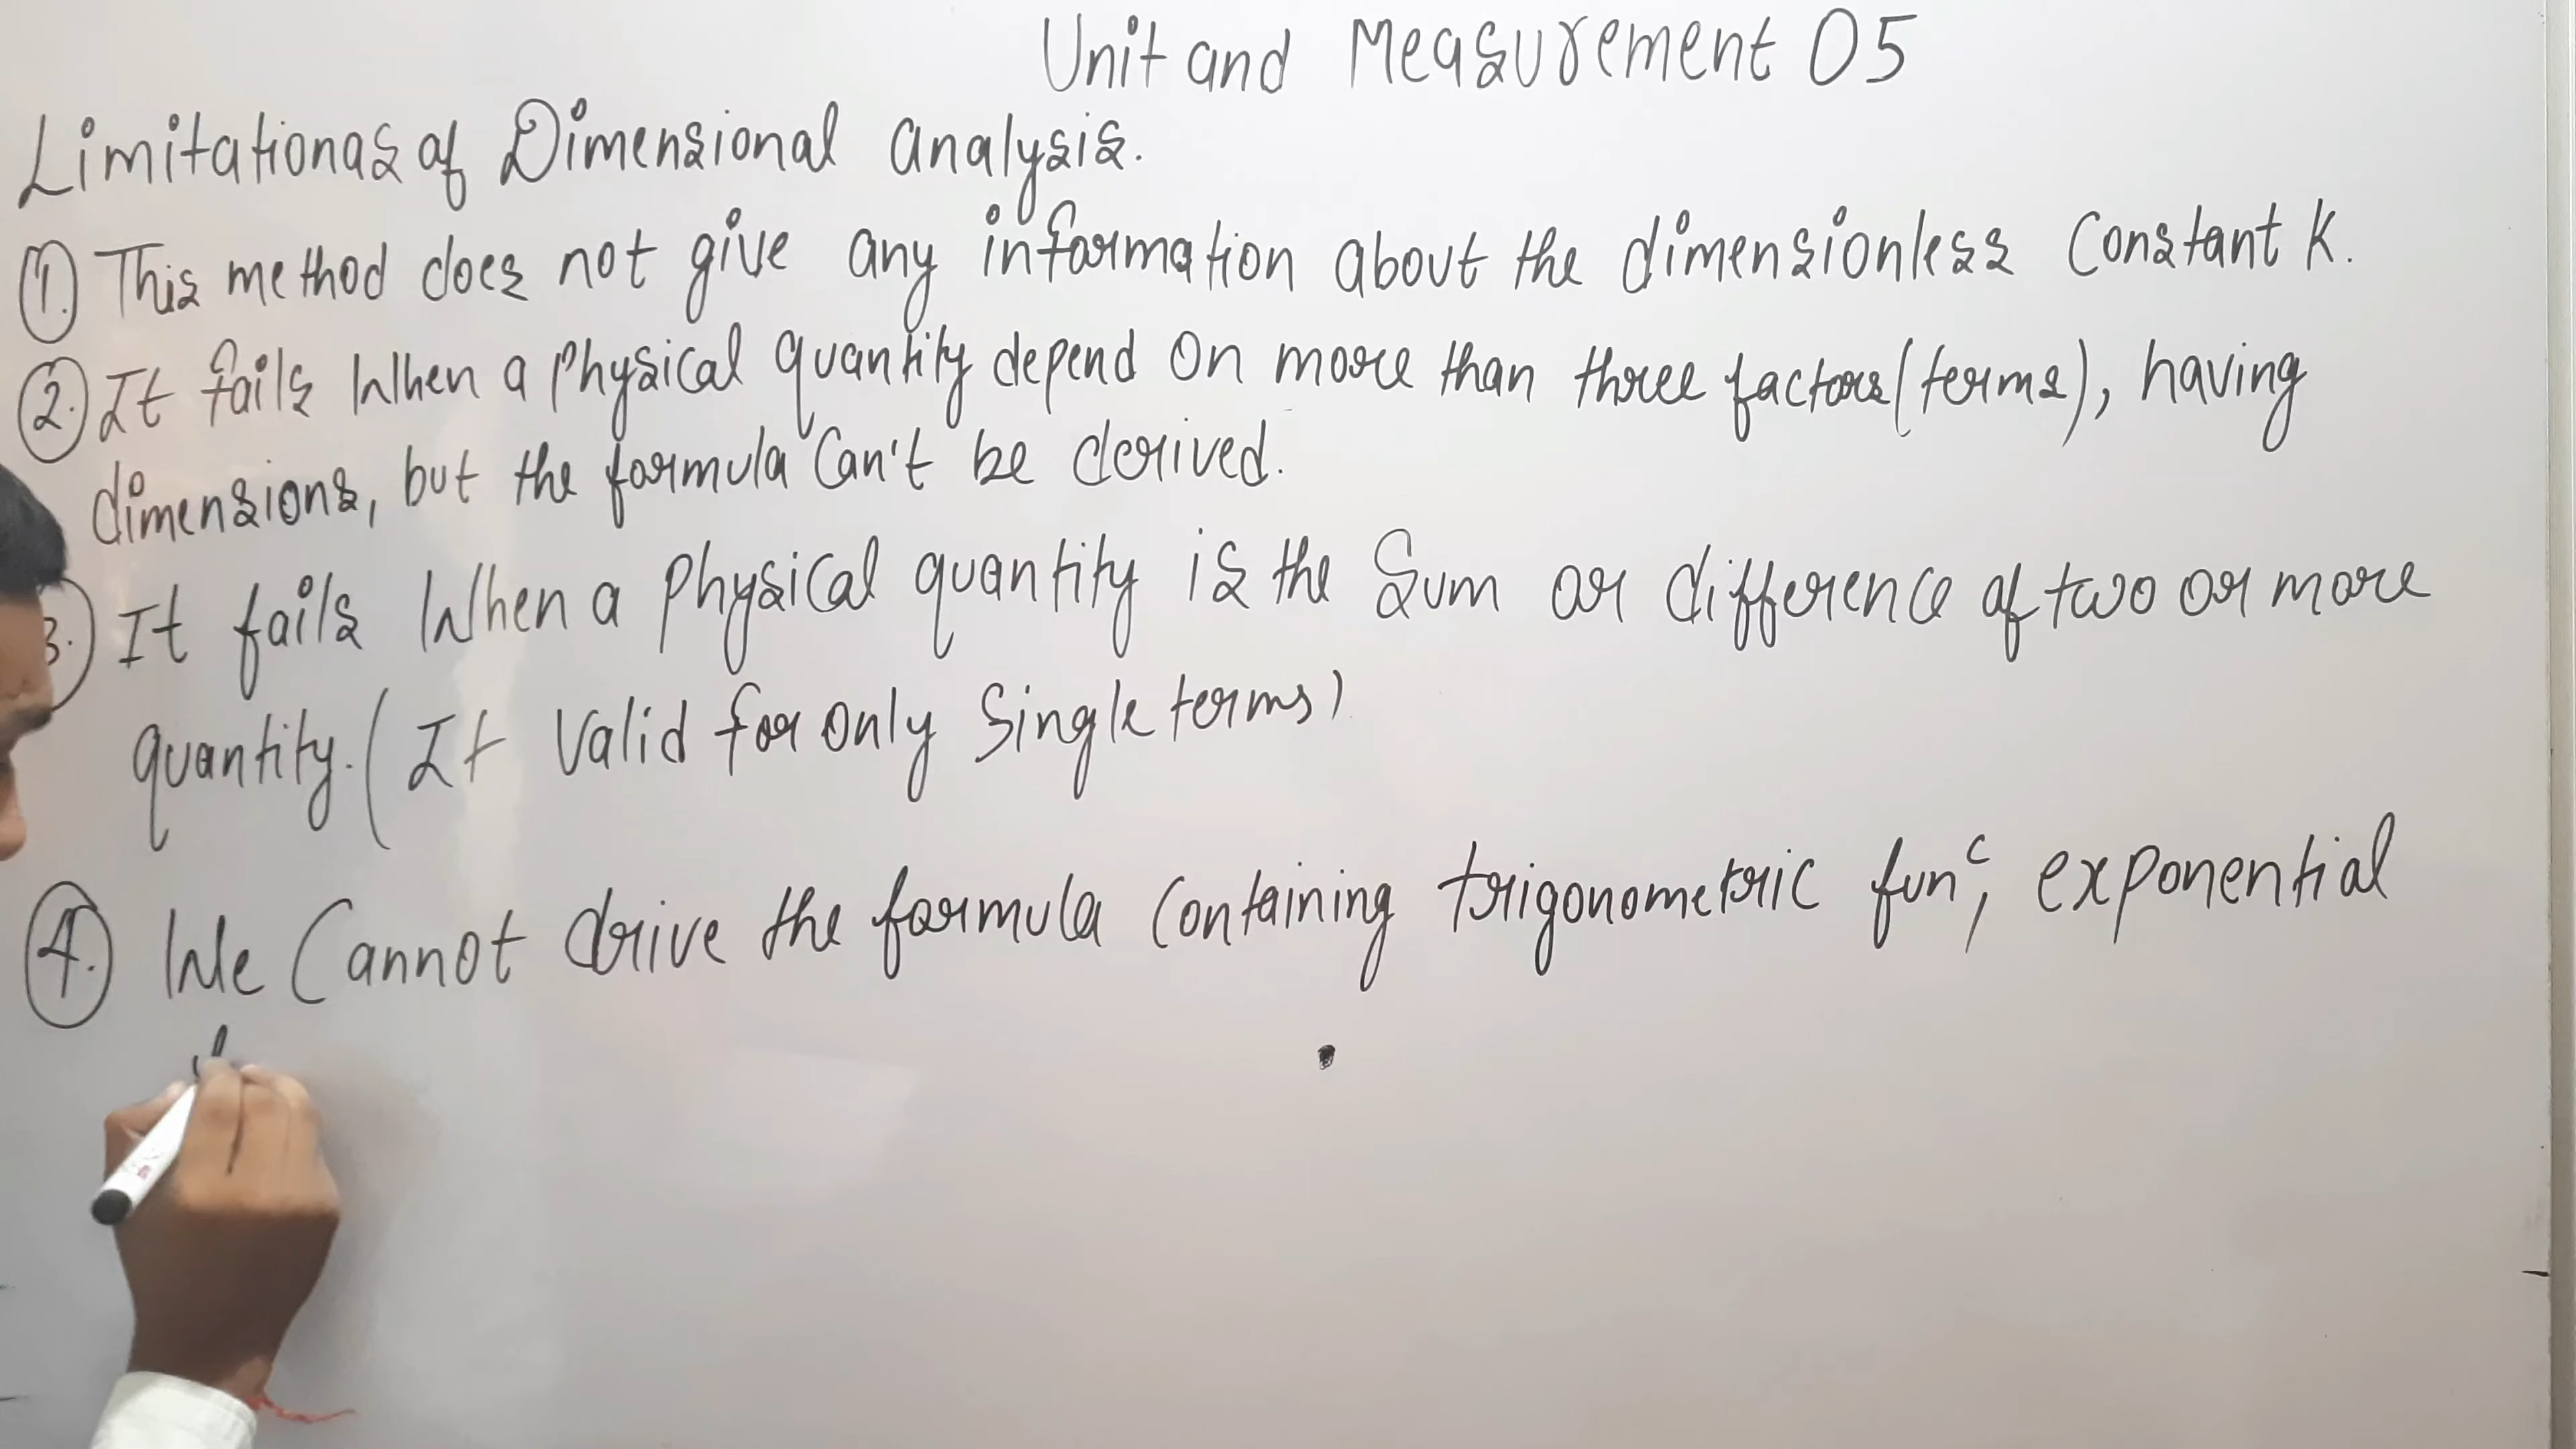 Unit and Measurement 05
Limitationas of Dimensional analysis.
1. This method does not give any information about the dimensionless constant K.
2. It fails When a Physical quantity depend on more than three factors (terms), having
dimensions, but the formula can't be derived.
3. It fails When a Physical quantity is the Sum or difference of two or more
quantity. (It Valid for only Single terms)
4. We Cannot drive the formula Containing trigonometric funᶜ, exponential